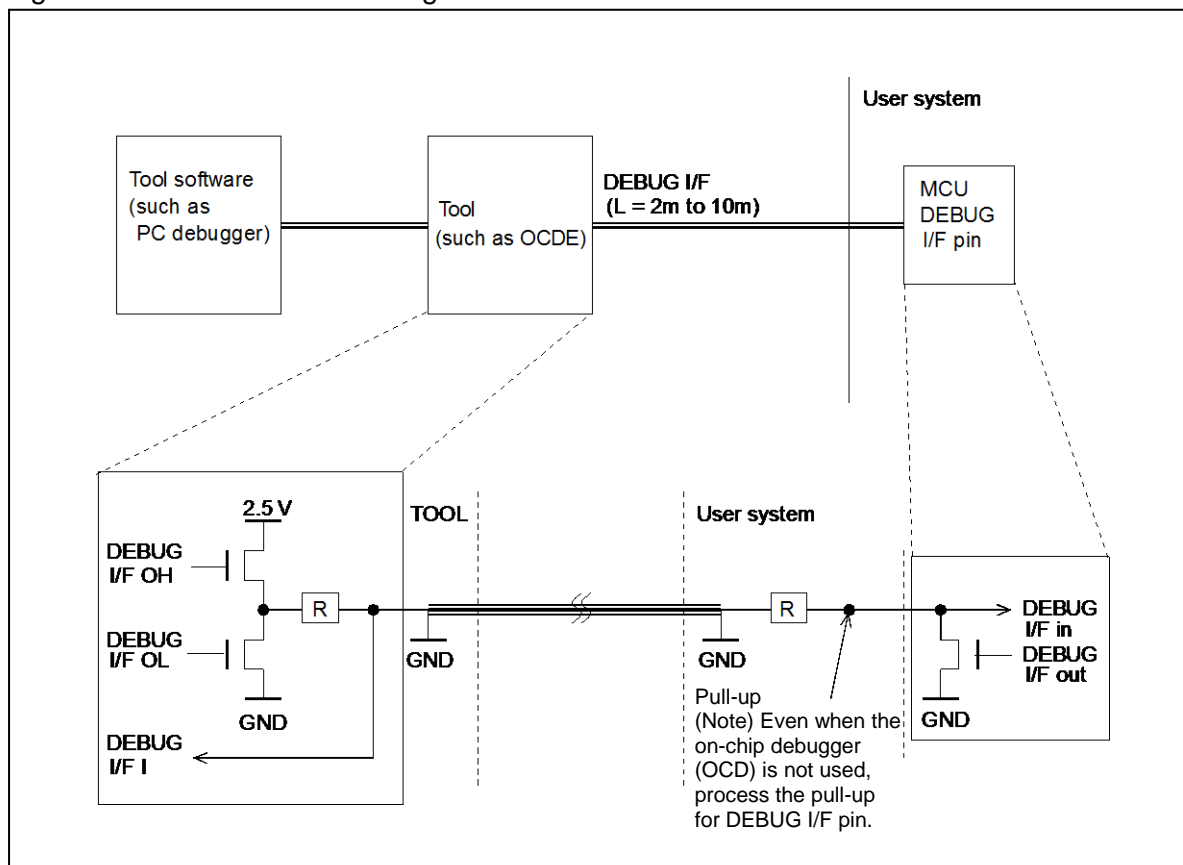 User system
Tool software
(such as
PC debugger)
Tool
(such as OCDE)
DEBUG I/F
(L = 2m to 10m)
MCU
DEBUG
I/F pin
2.5 V
TOOL
User system
DEBUG
I/F OH
R
R
DEBUG
I/F in
DEBUG
I/F OL
DEBUG
I/F out
GND
GND
GND
GND
Pull-up
(Note) Even when the
on-chip debugger
(OCD) is not used,
process the pull-up
for DEBUG I/F pin.
DEBUG
I/F I